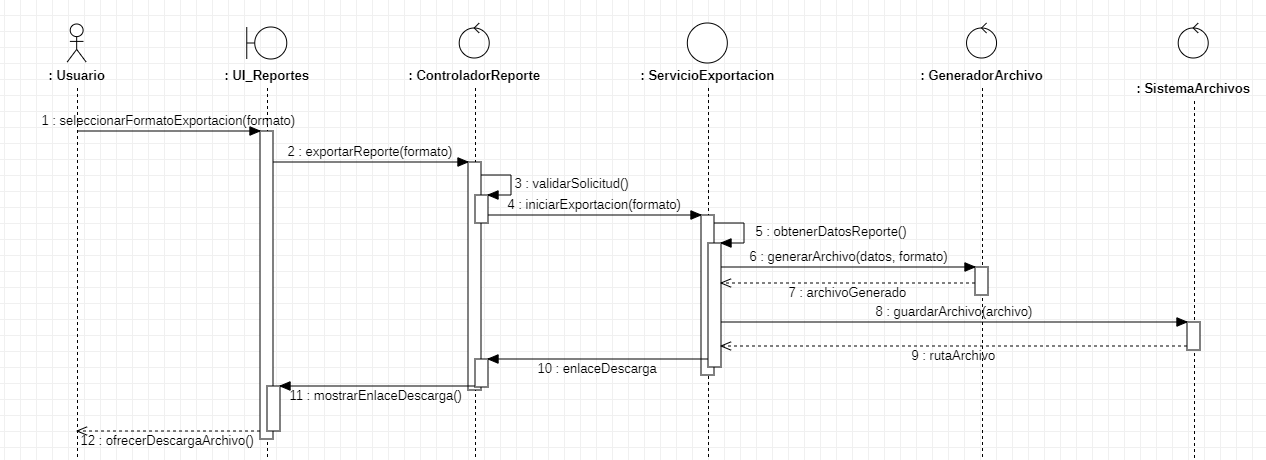 : Usuario
: UI_Reportes
: ControladorReporte
: ServicioExportacion
: GeneradorArchivo
: SistemaArchivos
1 : seleccionarFormatoExportacion(formato)
2 : exportarReporte(formato)
3 : validarSolicitud()
4 : iniciarExportacion(formato)
5 : obtenerDatosReporte()
6 : generarArchivo(datos, formato)
7 : archivoGenerado
8 : guardarArchivo(archivo)
9 : rutaArchivo
10 : enlaceDescarga
11 : mostrarEnlaceDescarga()
12 : ofrecerDescargaArchivo()